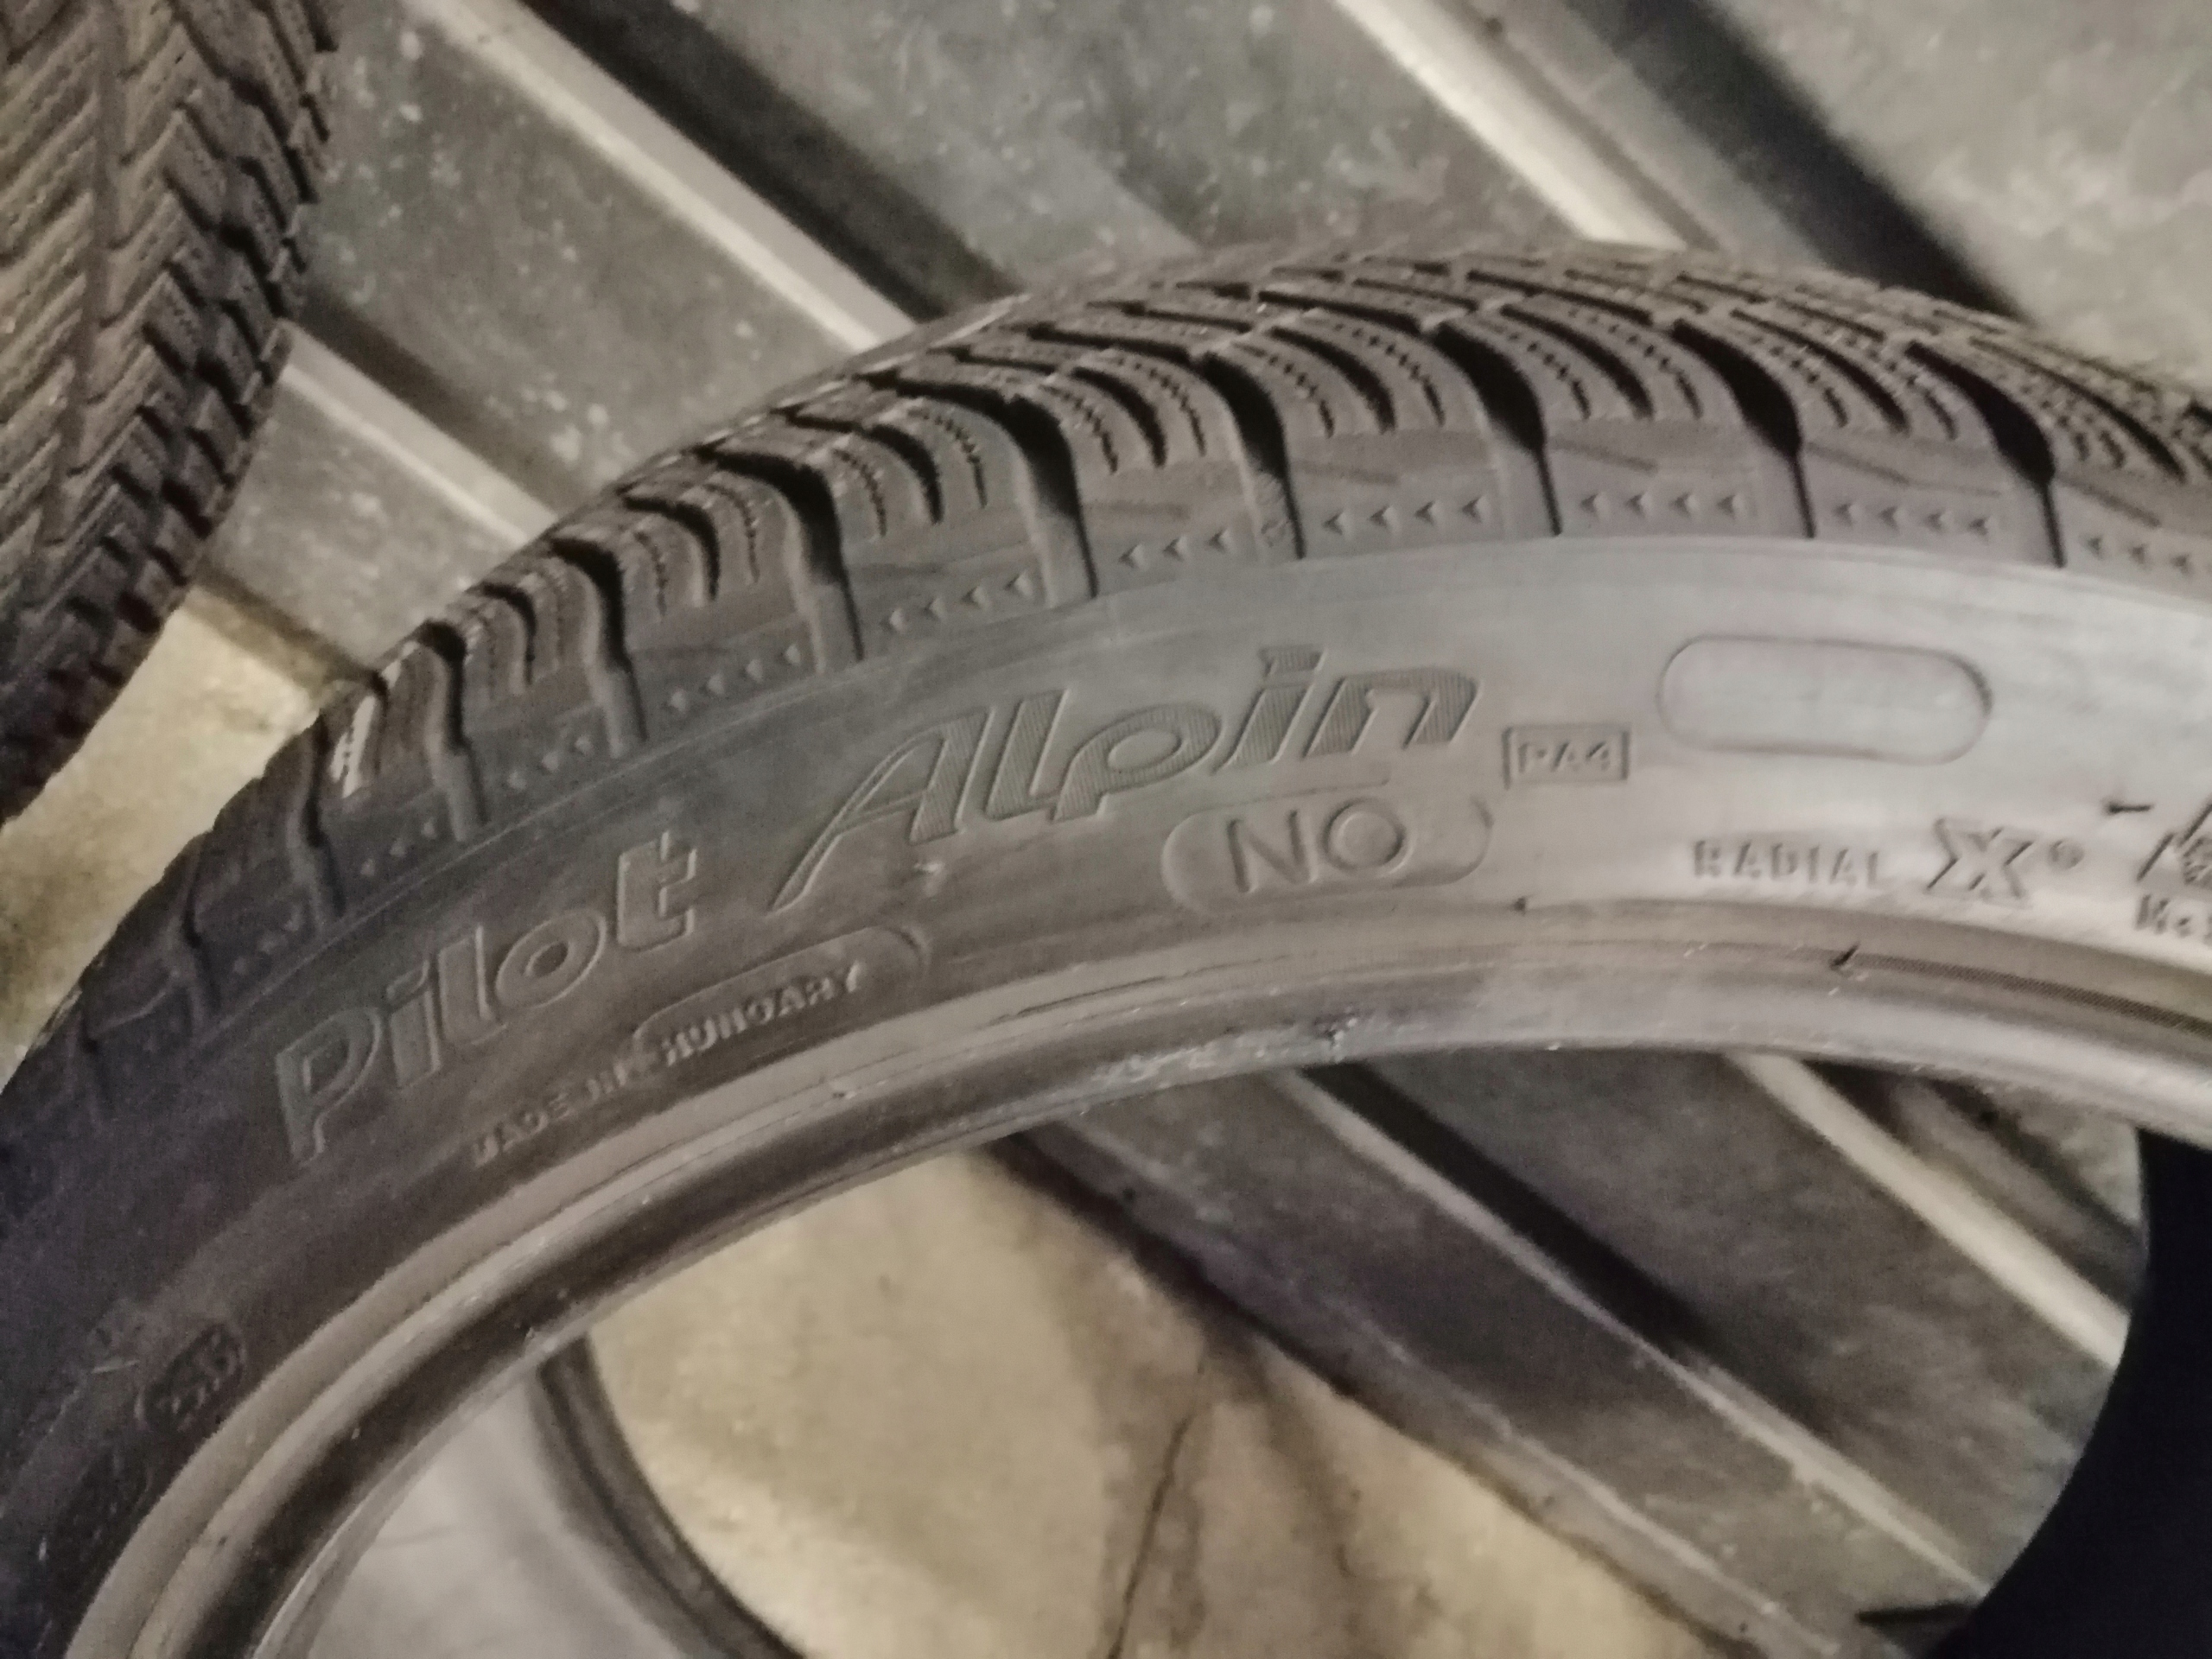 Pilot Alpin PA4
NO
MADE IN HUNGARY
RADIAL X®